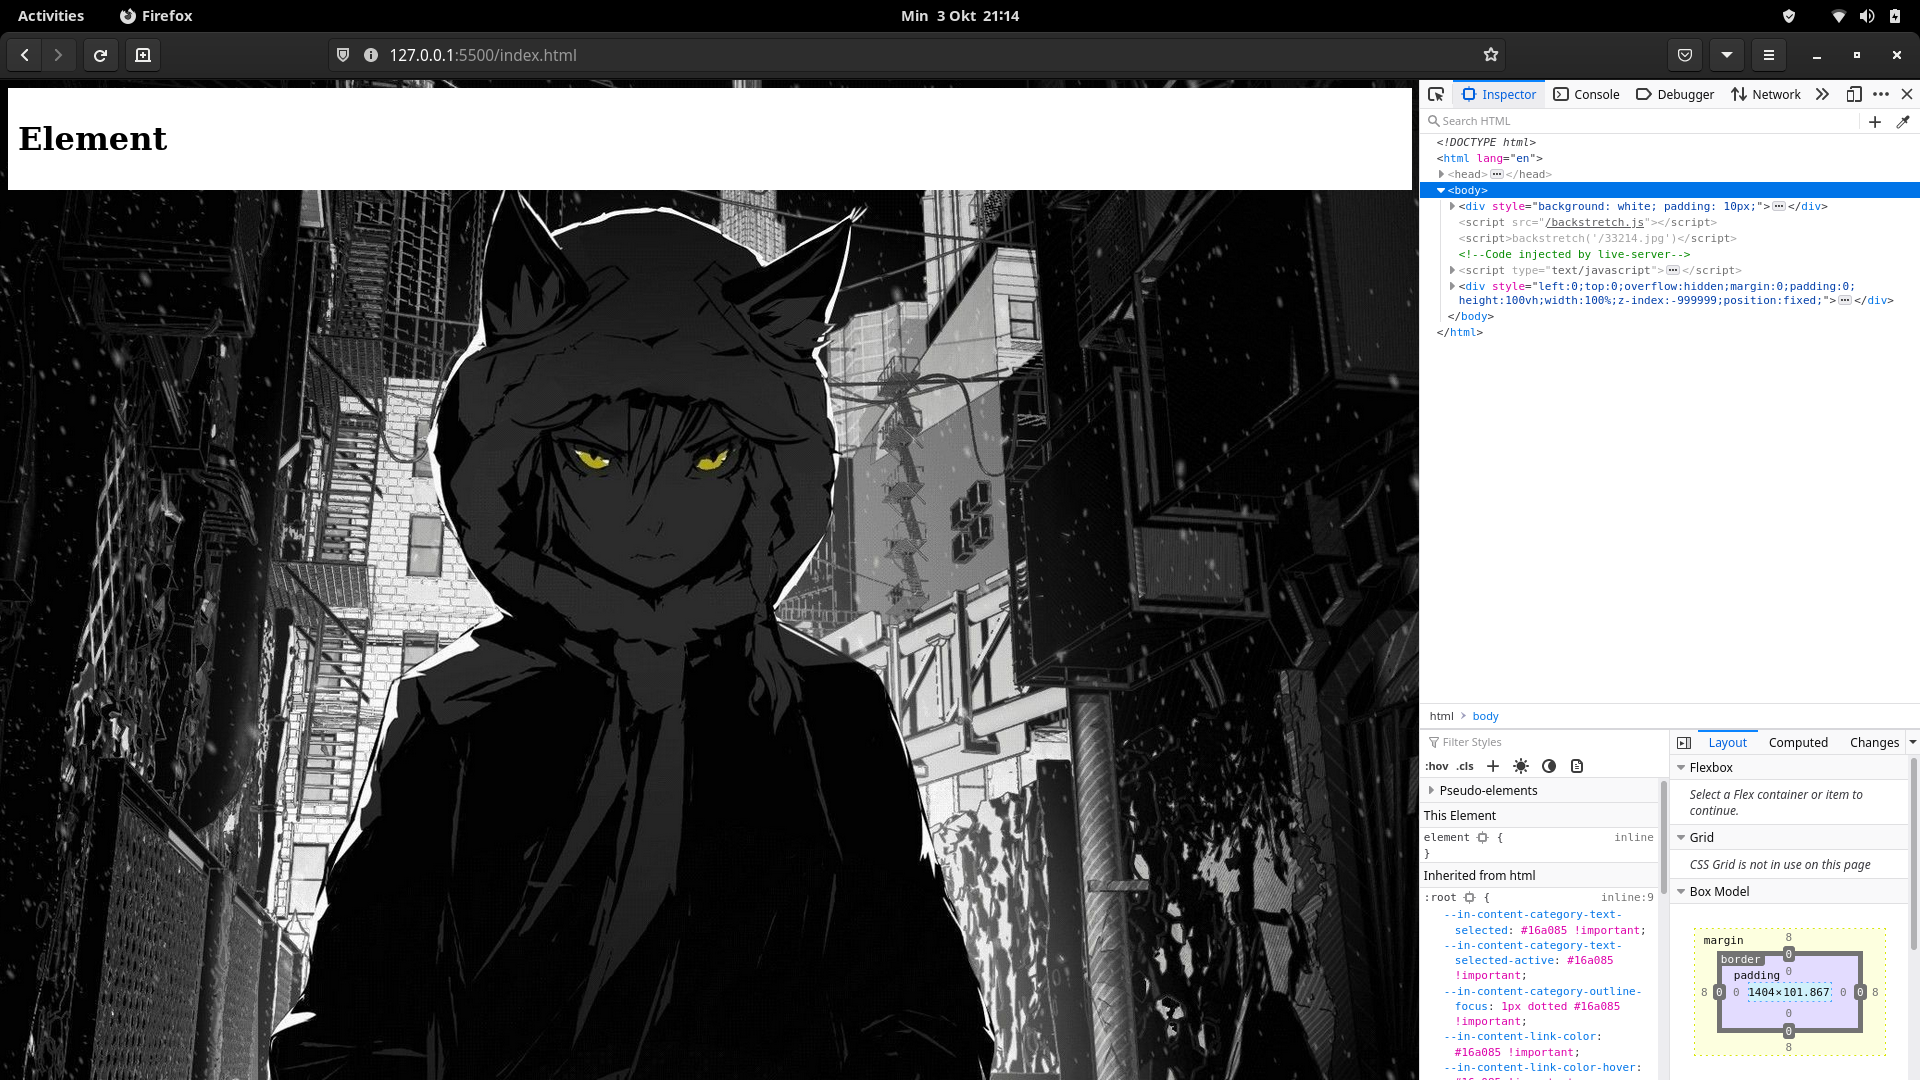 Activities Firefox Min 3 Okt 21:14
127.0.0.1:5500/index.html
Element
Inspector Console Debugger Network
Search HTML
<!DOCTYPE html>
<html lang="en">
<head></head>
<body>
<div style="background: white; padding: 10px;"></div>
<script src="/backstretch.js"></script>
<script>backstretch('/33214.jpg')</script>
<!--Code injected by live-server-->
<script type="text/javascript"></script>
<div style="left:0;top:0;overflow:hidden;margin:0;padding:0;
height:100vh;width:100%;z-index:-999999;position:fixed;"></div>
</body>
</html>
html body
Filter Styles
:hov .cls
Pseudo-elements
This Element
element { inline
}
Inherited from html
:root { inline:9
--in-content-category-text-
selected: #16a085 !important;
--in-content-category-text-
selected-active: #16a085
!important;
--in-content-category-outline-
focus: 1px dotted #16a085
!important;
--in-content-link-color:
#16a085 !important;
--in-content-link-color-hover:
Layout Computed Changes
Flexbox
Select a Flex container or item to
continue.
Grid
CSS Grid is not in use on this page
Box Model
margin 8
border 0
padding 0
8 0 0 1404×101.867 0 0 8
0
0
8